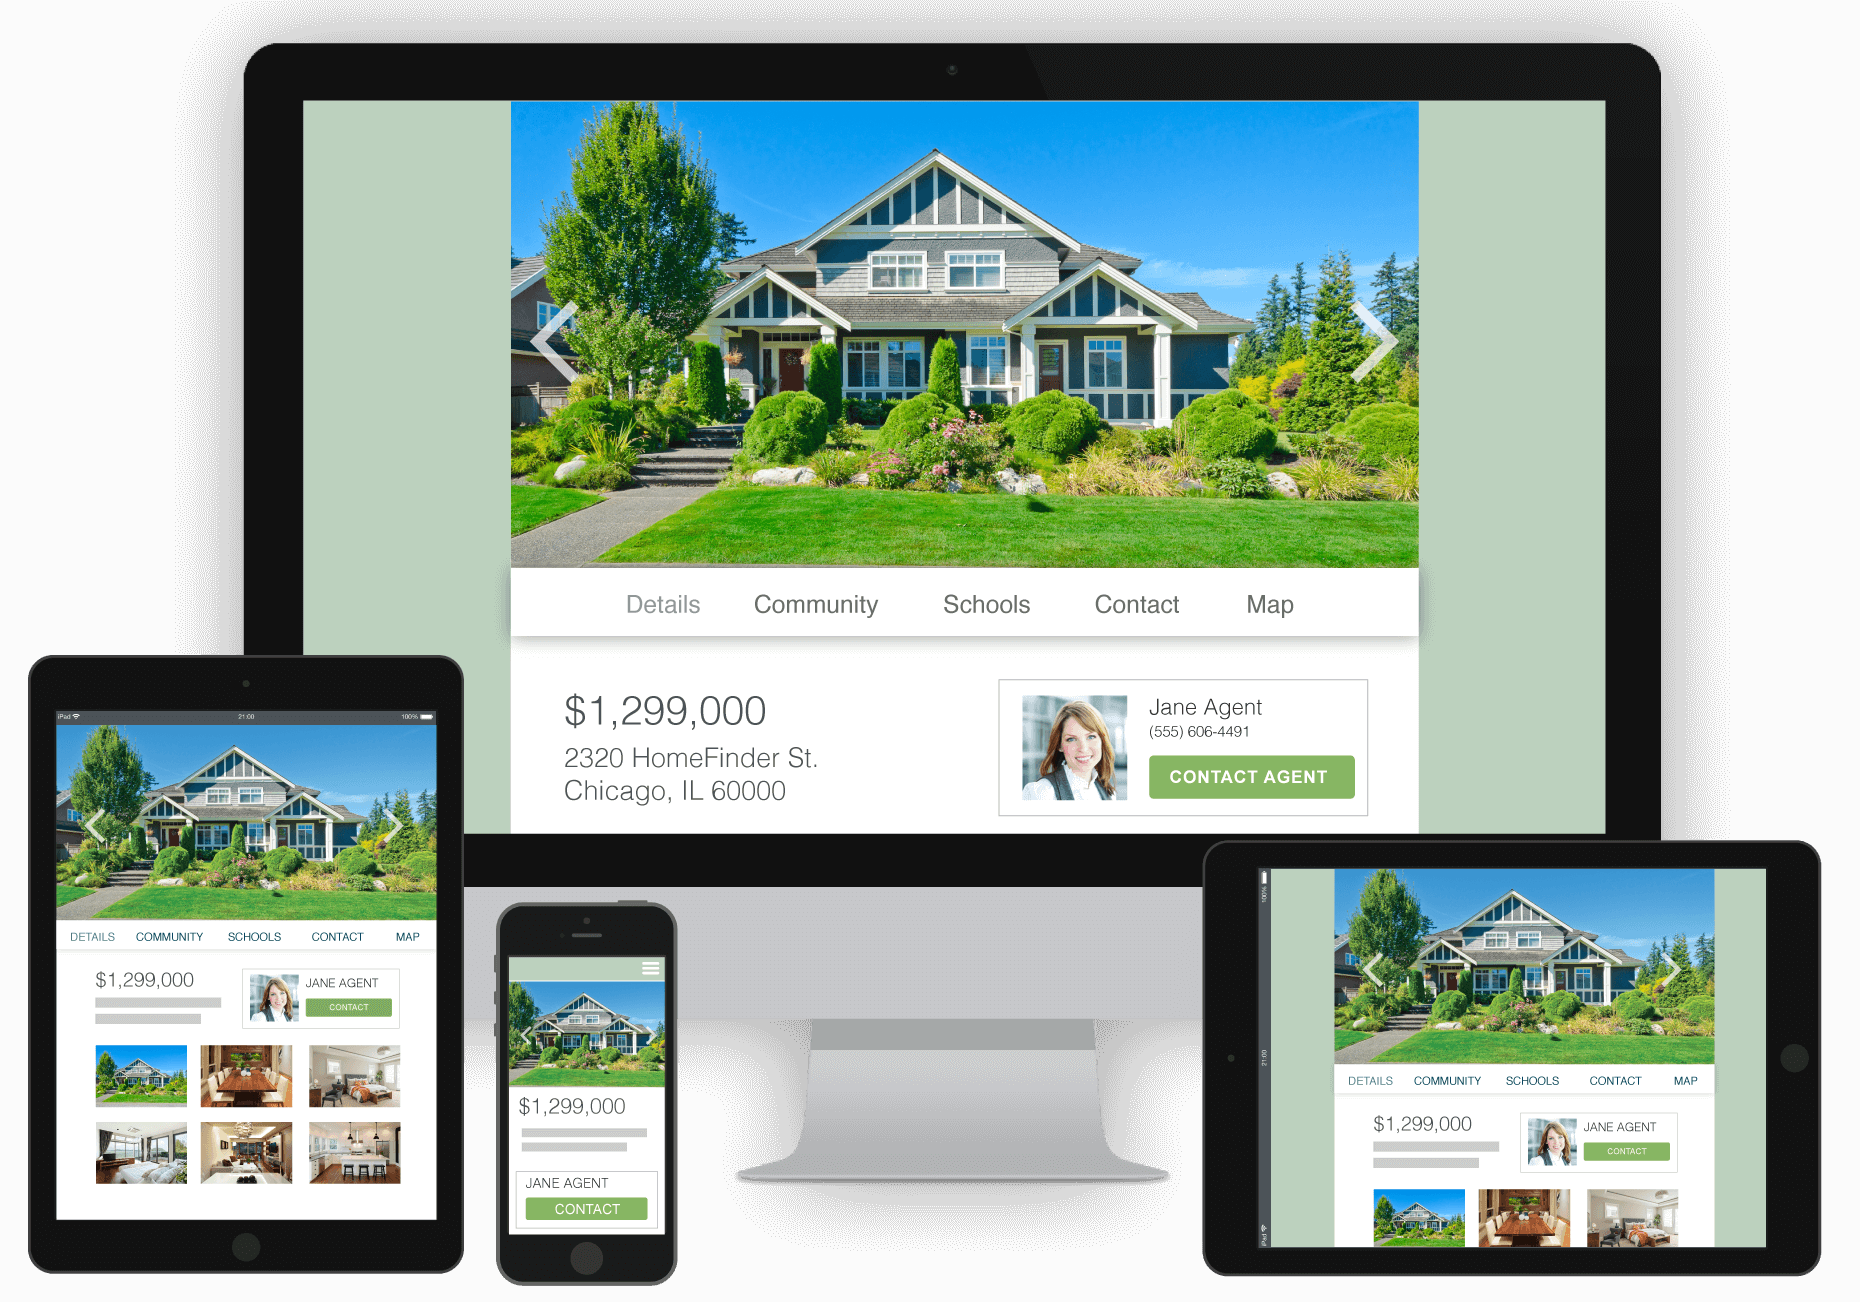 Details Community Schools Contact Map
$1,299,000
2320 HomeFinder St.
Chicago, IL 60000
Jane Agent
(555) 606-4491
CONTACT AGENT
iPad 21:00 100%
DETAILS COMMUNITY SCHOOLS CONTACT MAP
$1,299,000
JANE AGENT
CONTACT
$1,299,000
JANE AGENT
CONTACT
iPad 21:00 100%
DETAILS COMMUNITY SCHOOLS CONTACT MAP
$1,299,000
JANE AGENT
CONTACT